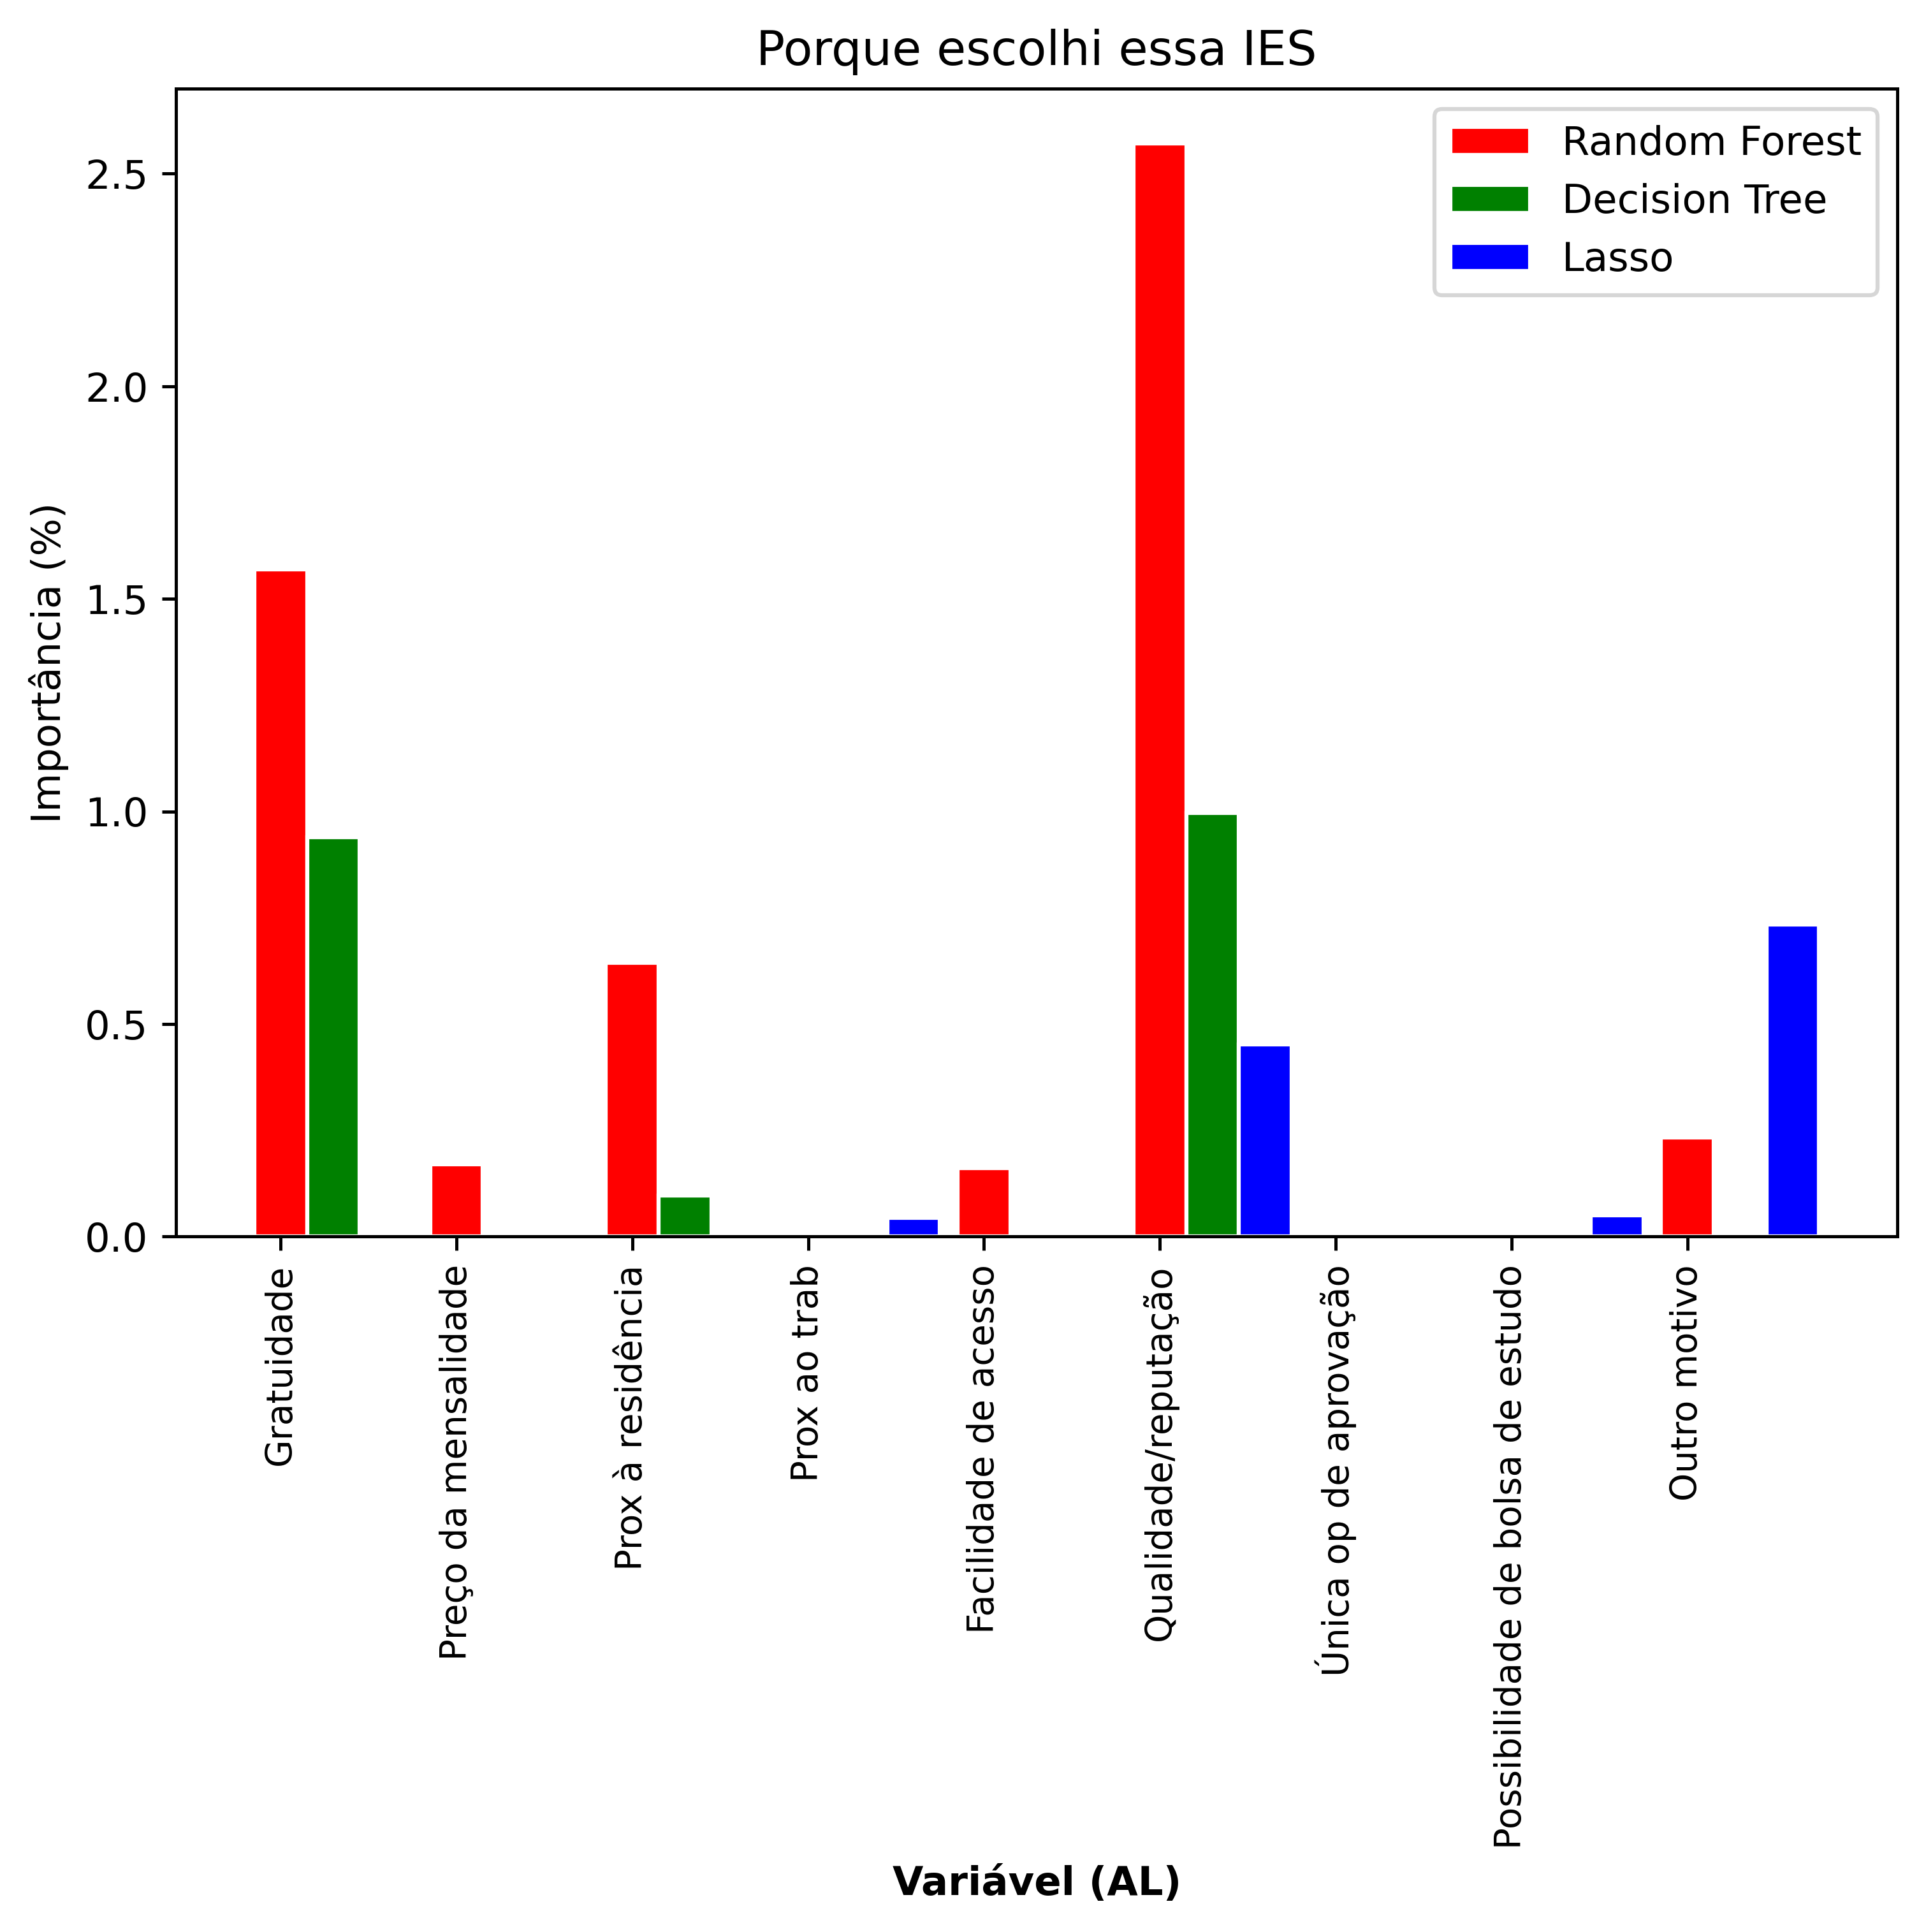 Porque escolhi essa IES
Random Forest
Decision Tree
Lasso
Importância (%)
2.5
2.0
1.5
1.0
0.5
0.0
Gratuidade
Preço da mensalidade
Prox à residência
Prox ao trab
Facilidade de acesso
Qualidade/reputação
Única op de aprovação
Possibilidade de bolsa de estudo
Outro motivo
Variável (AL)